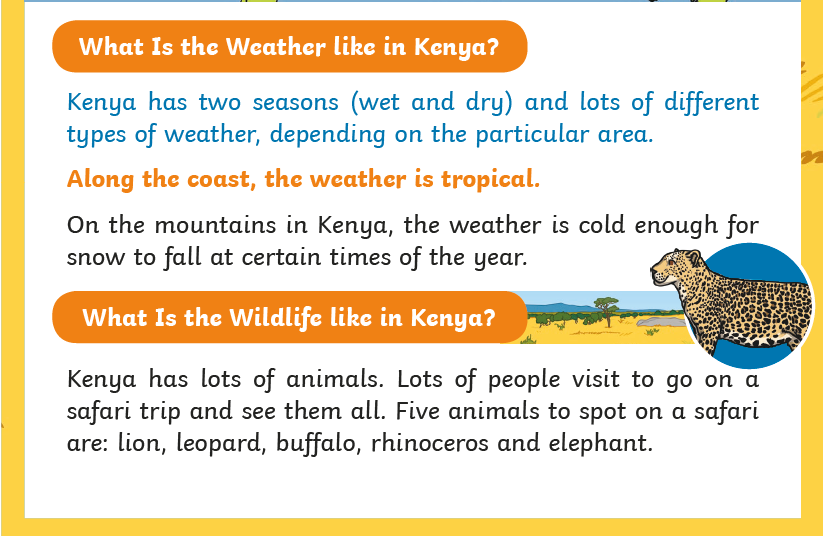 What Is the Weather like in Kenya?
Kenya has two seasons (wet and dry) and lots of different
types of weather, depending on the particular area.
Along the coast, the weather is tropical.
On the mountains in Kenya, the weather is cold enough for
snow to fall at certain times of the year.
What Is the Wildlife like in Kenya?
Kenya has lots of animals. Lots of people visit to go on a
safari trip and see them all. Five animals to spot on a safari
are: lion, leopard, buffalo, rhinoceros and elephant.